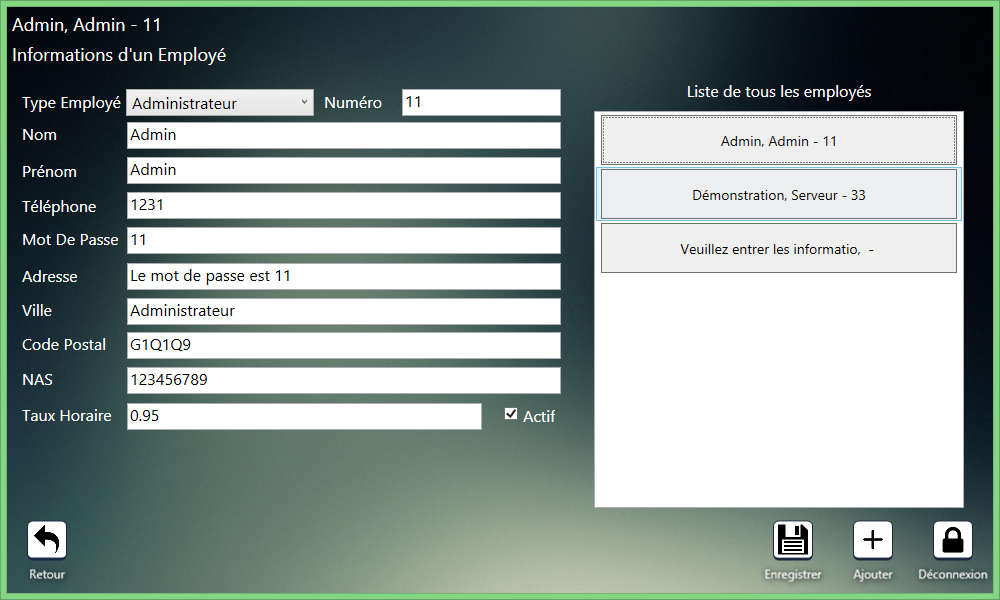 Admin, Admin - 11
Informations d'un Employé
Type Employé Administrateur Numéro 11
Nom Admin
Prénom Admin
Téléphone 1231
Mot De Passe 11
Adresse Le mot de passe est 11
Ville Administrateur
Code Postal G1Q1Q9
NAS 123456789
Taux Horaire 0.95 Actif
Liste de tous les employés
Admin, Admin - 11
Démonstration, Serveur - 33
Veuillez entrer les informatio,  -
Retour Enregistrer Ajouter Déconnexion